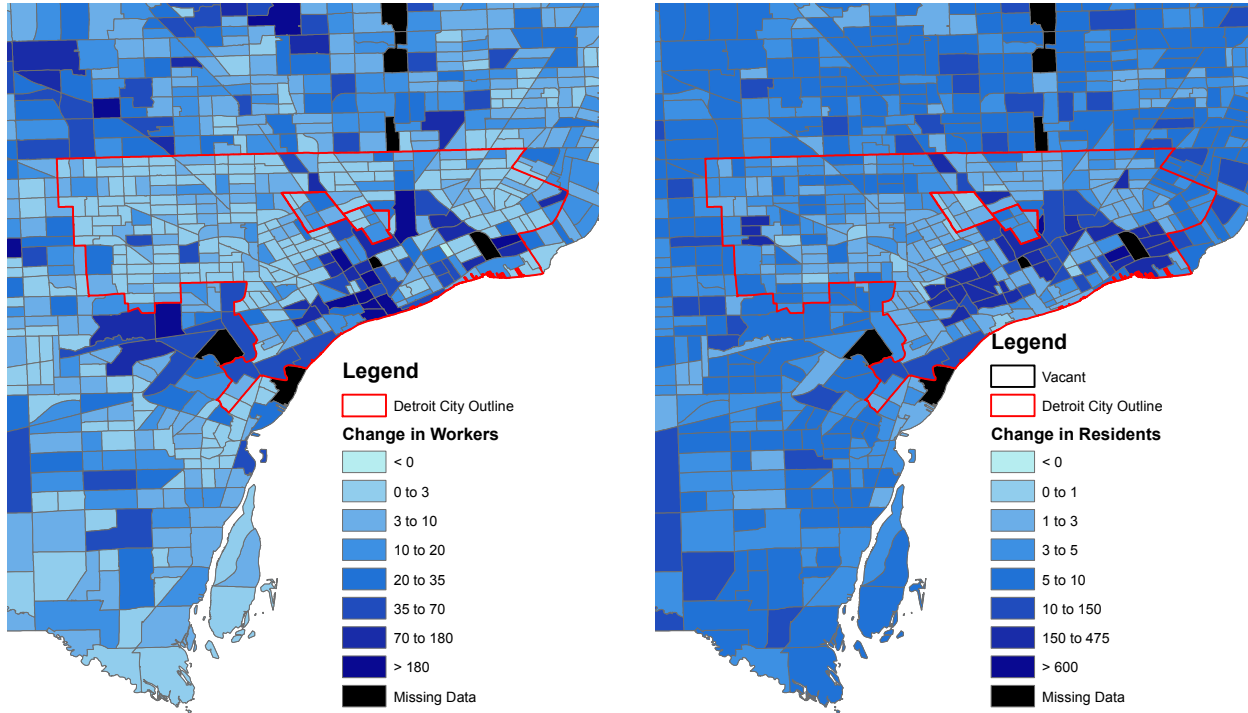 Legend
Detroit City Outline
Change in Workers
< 0
0 to 3
3 to 10
10 to 20
20 to 35
35 to 70
70 to 180
> 180
Missing Data
Legend
Vacant
Detroit City Outline
Change in Residents
< 0
0 to 1
1 to 3
3 to 5
5 to 10
10 to 150
150 to 475
> 600
Missing Data